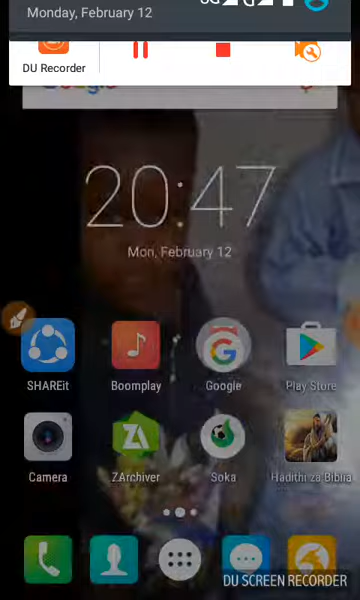 Monday, February 12
DU Recorder
Google
20:47
Mon, February 12
SHAREit
Boomplay
Google
Play Store
Camera
ZArchiver
Soka
Hadithi za Biblia
DU SCREEN RECORDER